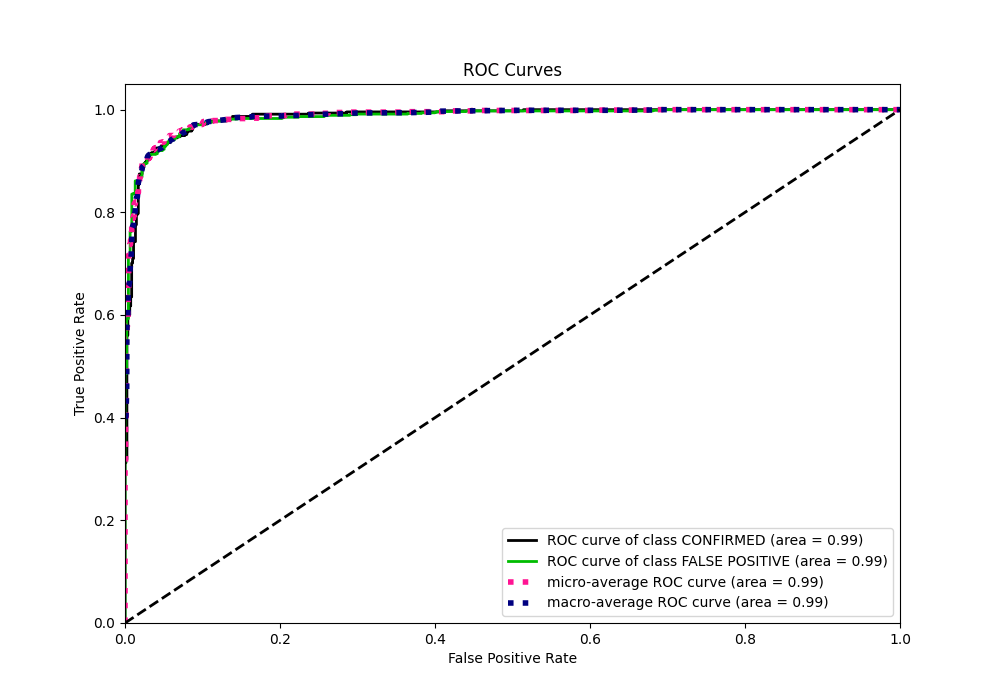 ROC Curves
1.0
0.8
0.6
0.4
0.2
0.0
True Positive Rate
0.0 0.2 0.4 0.6 0.8 1.0
False Positive Rate
ROC curve of class CONFIRMED (area = 0.99)
ROC curve of class FALSE POSITIVE (area = 0.99)
micro-average ROC curve (area = 0.99)
macro-average ROC curve (area = 0.99)